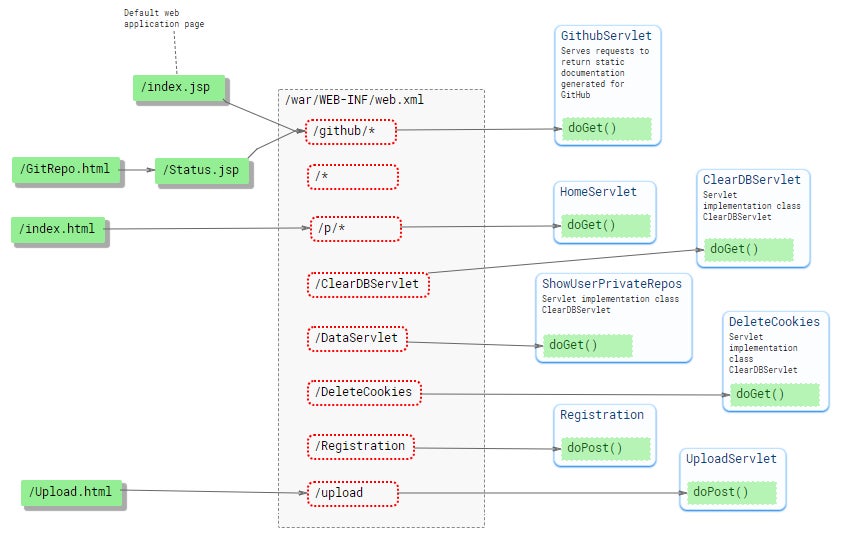 Default web
application page
/index.jsp
/GitRepo.html
/Status.jsp
/index.html
/Upload.html
/war/WEB-INF/web.xml
/github/*
/*
/p/*
/ClearDBServlet
/DataServlet
/DeleteCookies
/Registration
/upload
GithubServlet
Serves requests to
return static
documentation
generated for
GitHub
doGet()
HomeServlet
doGet()
ClearDBServlet
Servlet
implementation class
ClearDBServlet
doGet()
ShowUserPrivateRepos
Servlet implementation class
ClearDBServlet
doGet()
DeleteCookies
Servlet
implementation
class
ClearDBServlet
doGet()
Registration
doPost()
UploadServlet
doPost()